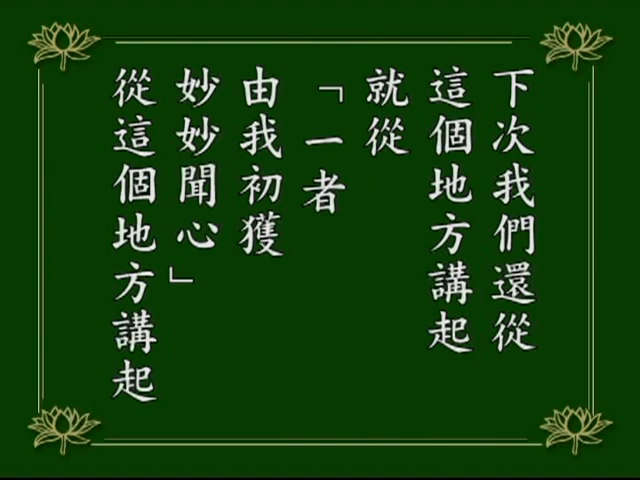 下次我們還從
這個地方講起
就從
「一者
由我初獲
妙妙聞心」
從這個地方講起